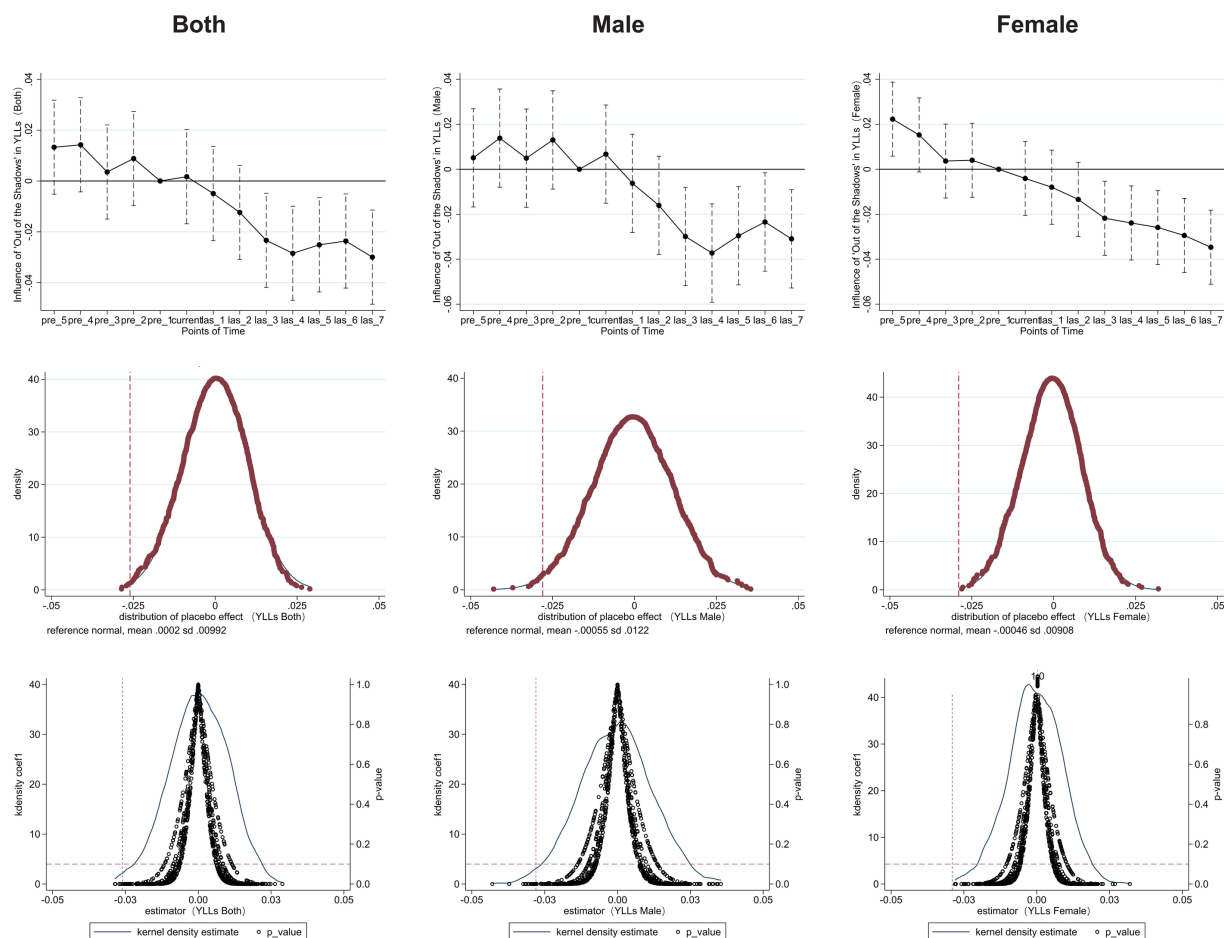 Both
Male
Female
Influence of 'Out of the Shadows' in YLLs （Both）
.04
.02
0
-.02
-.04
pre_5 pre_4 pre_3 pre_2 pre_1 current las_1 las_2 las_3 las_4 las_5 las_6 las_7
Points of Time
Influence of 'Out of the Shadows' in YLLs （Male）
.04
.02
0
-.02
-.04
-.06
pre_5 pre_4 pre_3 pre_2 pre_1 current las_1 las_2 las_3 las_4 las_5 las_6 las_7
Points of Time
Influence of 'Out of the Shadows' in YLLs （Female）
.04
.02
0
-.02
-.04
-.06
pre_5 pre_4 pre_3 pre_2 pre_1 current las_1 las_2 las_3 las_4 las_5 las_6 las_7
Points of Time
density
40
30
20
10
0
-.05 -.025 0 .025 .05
distribution of placebo effect （YLLs Both）
reference normal, mean .0002 sd .00992
density
40
30
20
10
0
-.05 -.025 0 .025 .05
distribution of placebo effect （YLLs Male）
reference normal, mean -.00055 sd .0122
density
40
30
20
10
0
-.05 -.025 0 .025 .05
distribution of placebo effect （YLLs Female）
reference normal, mean -.00046 sd .00908
kdensity coef1
40
30
20
10
0
1.0
0.8
0.6
0.4
0.2
0.0
p-value
-0.05 -0.03 0.00 0.03 0.05
estimator （YLLs Both）
kernel density estimate p_value
kdensity coef1
40
30
20
10
0
1.0
0.8
0.6
0.4
0.2
0.0
p-value
-0.05 -0.03 0.00 0.03 0.05
estimator （YLLs Male）
kernel density estimate p_value
kdensity coef1
40
30
20
10
0
1.0
0.8
0.6
0.4
0.2
0.0
p-value
-0.05 -0.03 0.00 0.03 0.05
estimator （YLLs Female）
kernel density estimate p_value